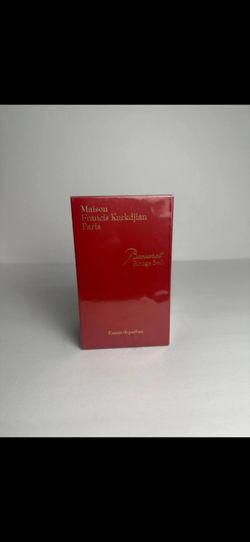 Maison
Francis Kurkdjian
Paris
Baccarat
Rouge 540
Extrait de parfum